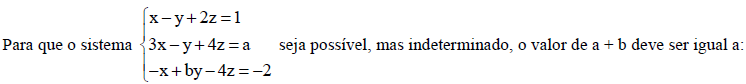 x−y+2z=1
Para que o sistema { 3x−y+4z=a seja possível, mas indeterminado, o valor de a + b deve ser igual a:
−x+by−4z=−2